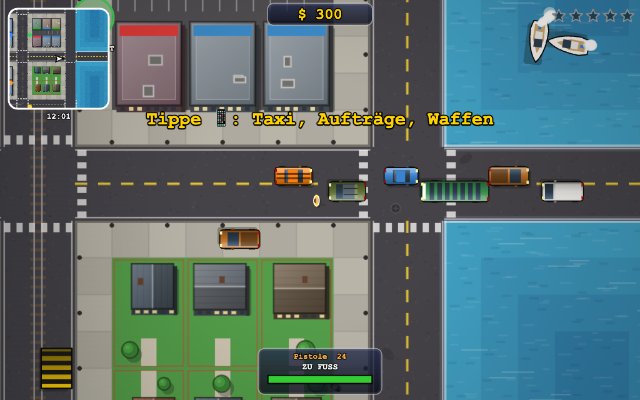 $ 300
12:01
Tippe : Taxi, Aufträge, Waffen
Pistole 24
ZU FUSS